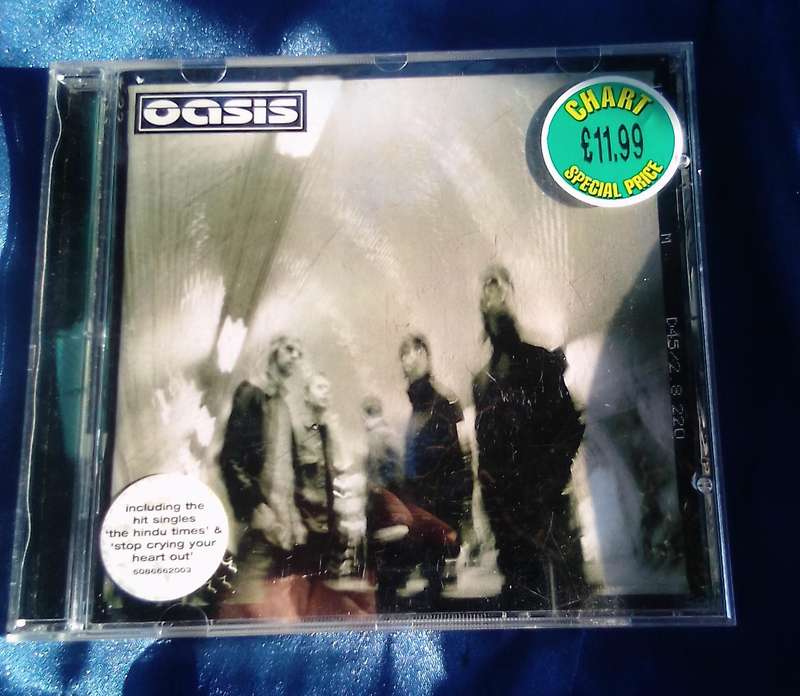 oasis
CHART
£11.99
SPECIAL PRICE
including the
hit singles
'the hindu times' &
'stop crying your
heart out'
5086662003
M
D45/2 8 220